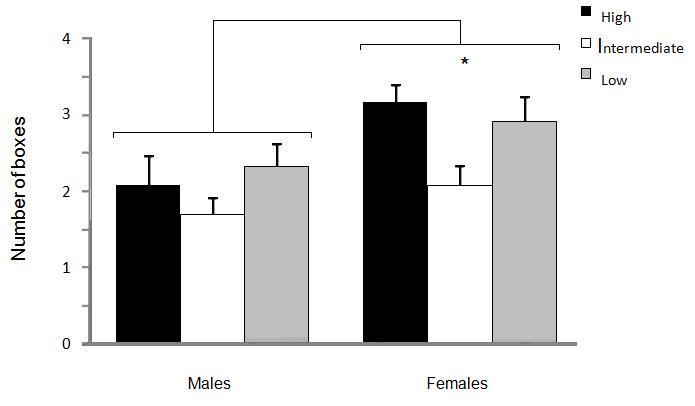 High
Intermediate
Low
4
3
2
1
0
Number of boxes
*
Males
Females